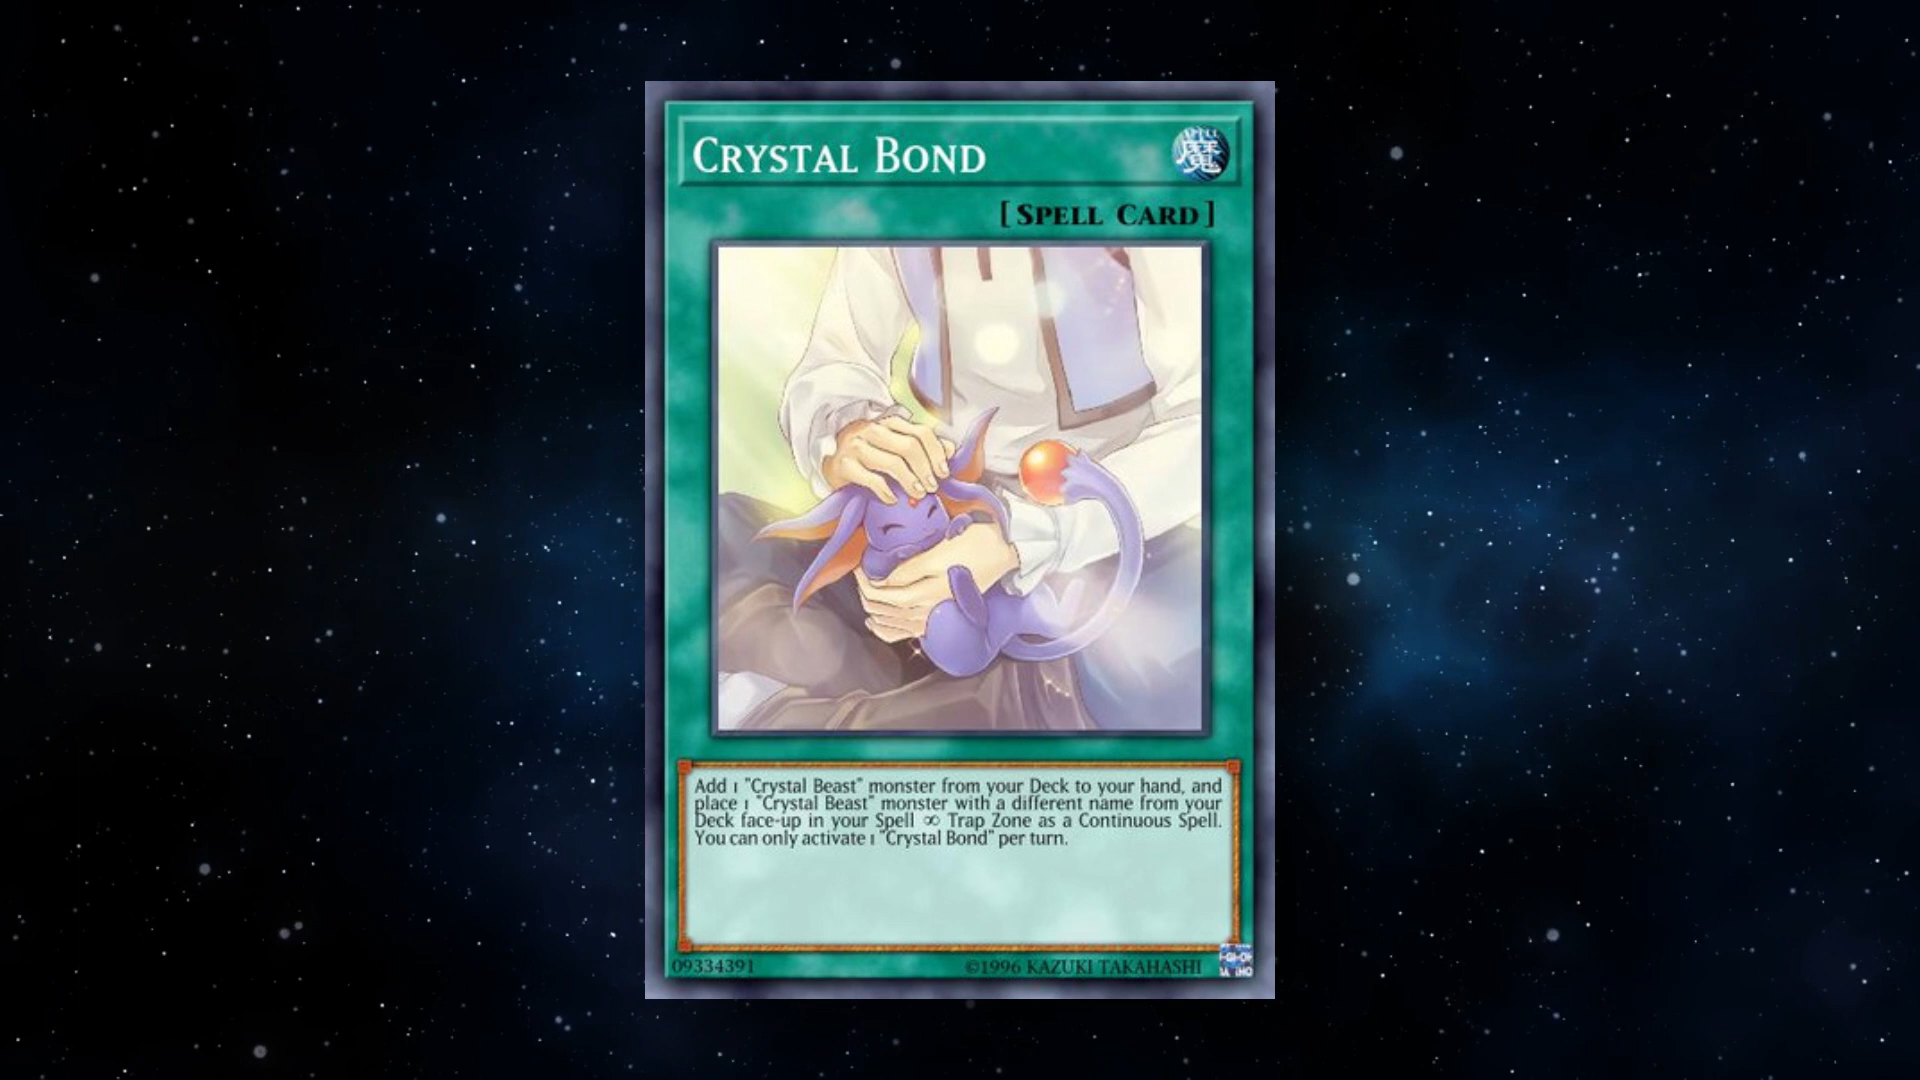 Crystal Bond
魔
[Spell Card]
Add 1 "Crystal Beast" monster from your Deck to your hand, and
place 1 "Crystal Beast" monster with a different name from your
Deck face-up in your Spell ∞ Trap Zone as a Continuous Spell.
You can only activate 1 "Crystal Bond" per turn.
09334391
©1996 KAZUKI TAKAHASHI